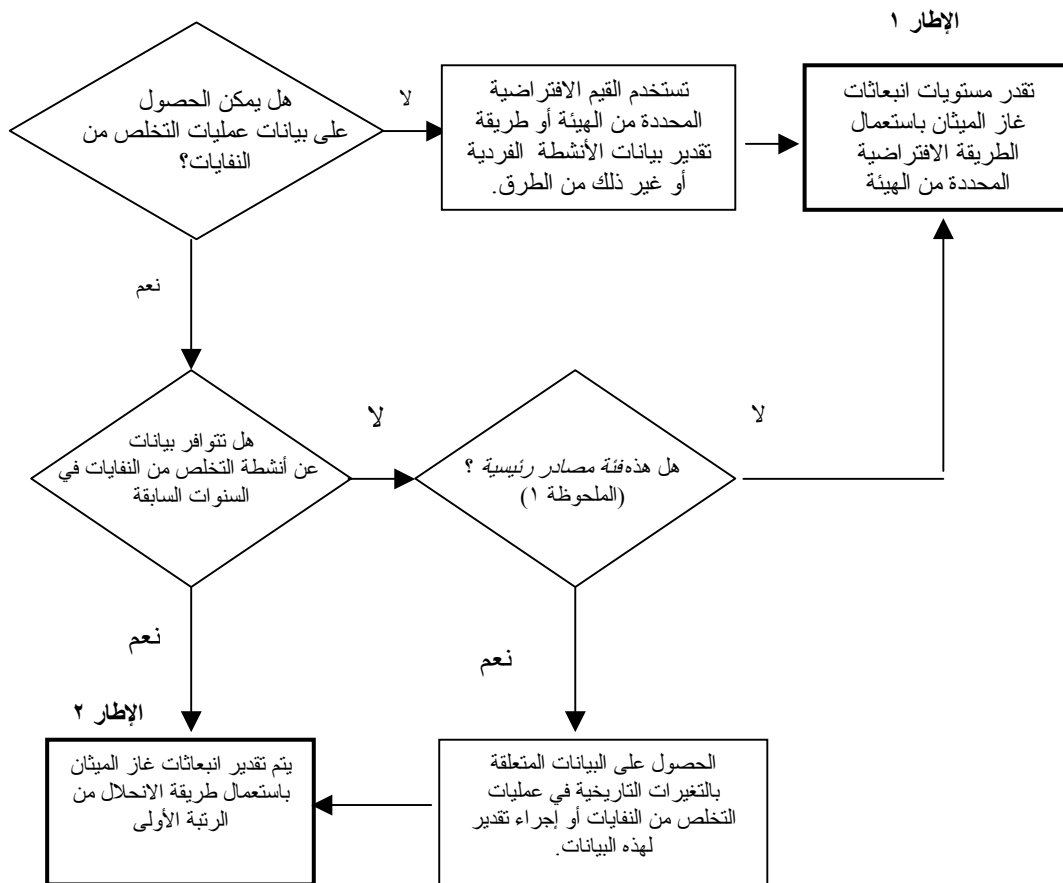 الإطار ١
هل يمكن الحصول
على بيانات عمليات التخلص من
النفايات؟
لا
تستخدم القيم الافتراضية
المحددة من الهيئة أو طريقة
تقدير بيانات الأنشطة الفردية
أو غير ذلك من الطرق.
تقدر مستويات انبعاثات
غاز الميثان باستعمال
الطريقة الافتراضية
المحددة من الهيئة
نعم
هل تتوافر بيانات
عن أنشطة التخلص من النفايات في
السنوات السابقة
لا
هل هذه فئة مصادر رئيسية ؟
(الملحوظة ١)
لا
نعم
نعم
الإطار ٢
يتم تقدير انبعاثات غاز الميثان
باستعمال طريقة الانحلال من
الرتبة الأولى
الحصول على البيانات المتعلقة
بالتغيرات التاريخية في عمليات
التخلص من النفايات أو إجراء تقدير
لهذه البيانات.